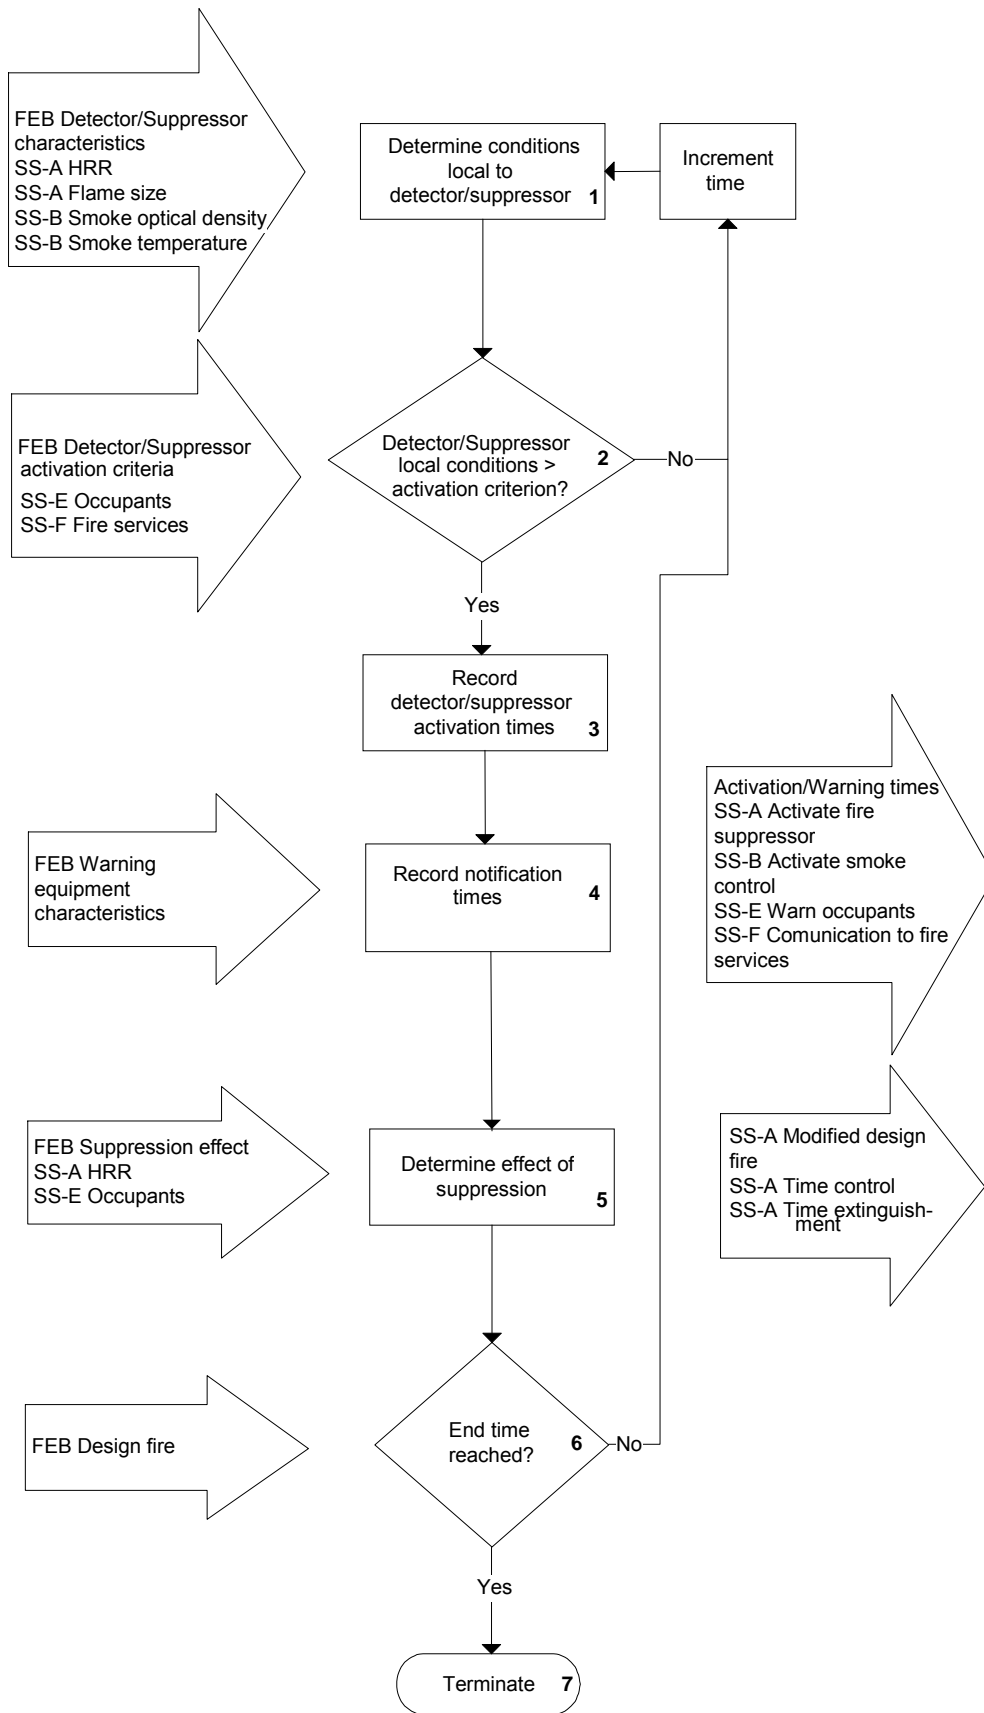 FEB Detector/Suppressor
characteristics
SS-A HRR
SS-A Flame size
SS-B Smoke optical density
SS-B Smoke temperature
Determine conditions
local to
detector/suppressor 1
Increment
time
FEB Detector/Suppressor
activation criteria
SS-E Occupants
SS-F Fire services
Detector/Suppressor
local conditions >
activation criterion?
2
No
Yes
Record
detector/suppressor
activation times 3
Activation/Warning times
SS-A Activate fire
suppressor
SS-B Activate smoke
control
SS-E Warn occupants
SS-F Comunication to fire
services
FEB Warning
equipment
characteristics
Record notification
times 4
FEB Suppression effect
SS-A HRR
SS-E Occupants
Determine effect of
suppression 5
SS-A Modified design
fire
SS-A Time control
SS-A Time extinguish-
ment
FEB Design fire
End time
reached?
6
No
Yes
Terminate 7